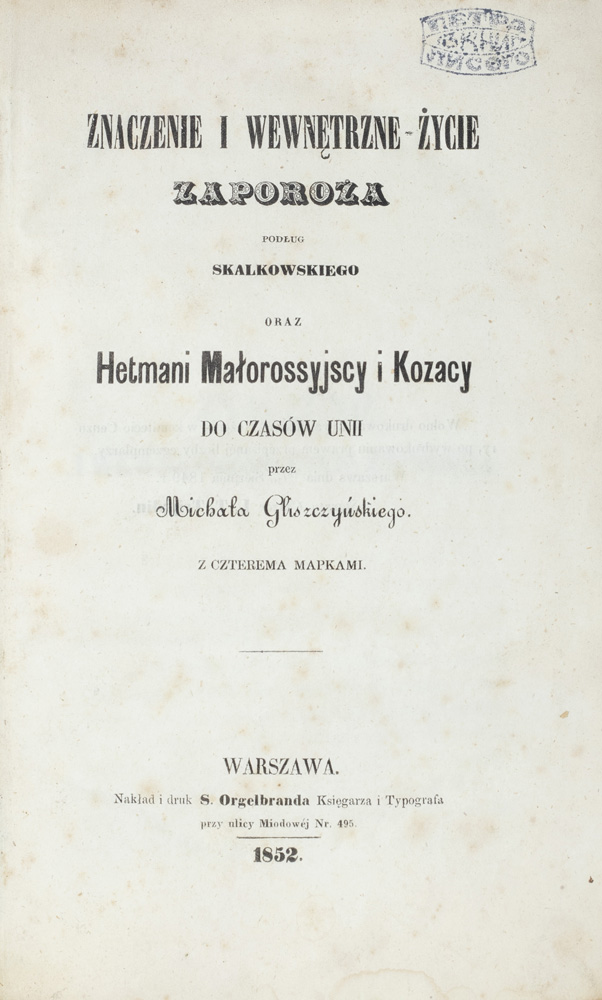 ZNACZENIE I WEWNĘTRZNE ŻYCIE
ZAPOROŻA
PODŁUG
SKALKOWSKIEGO
ORAZ
Hetmani Małorossyjscy i Kozacy
DO CZASÓW UNII
przez
Michała Gliszczyńskiego.
Z CZTEREMA MAPKAMI.
WARSZAWA.
Nakład i druk S. Orgelbranda Księgarza i Typografa
przy ulicy Miodowéj Nr. 495.
1852.